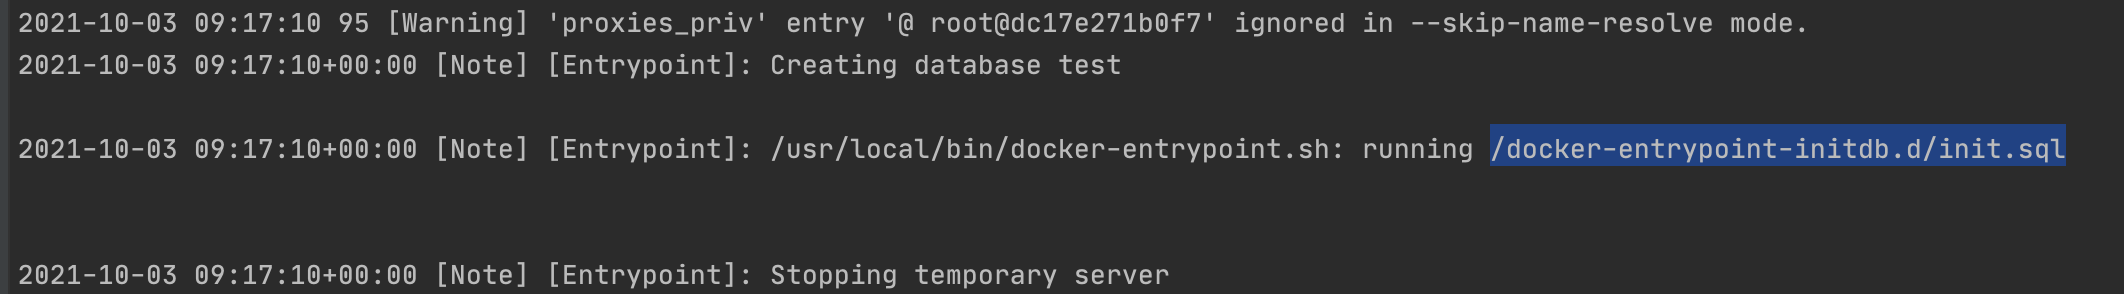 2021-10-03 09:17:10 95 [Warning] 'proxies_priv' entry '@ root@dc17e271b0f7' ignored in --skip-name-resolve mode.
2021-10-03 09:17:10+00:00 [Note] [Entrypoint]: Creating database test
2021-10-03 09:17:10+00:00 [Note] [Entrypoint]: /usr/local/bin/docker-entrypoint.sh: running /docker-entrypoint-initdb.d/init.sql
2021-10-03 09:17:10+00:00 [Note] [Entrypoint]: Stopping temporary server